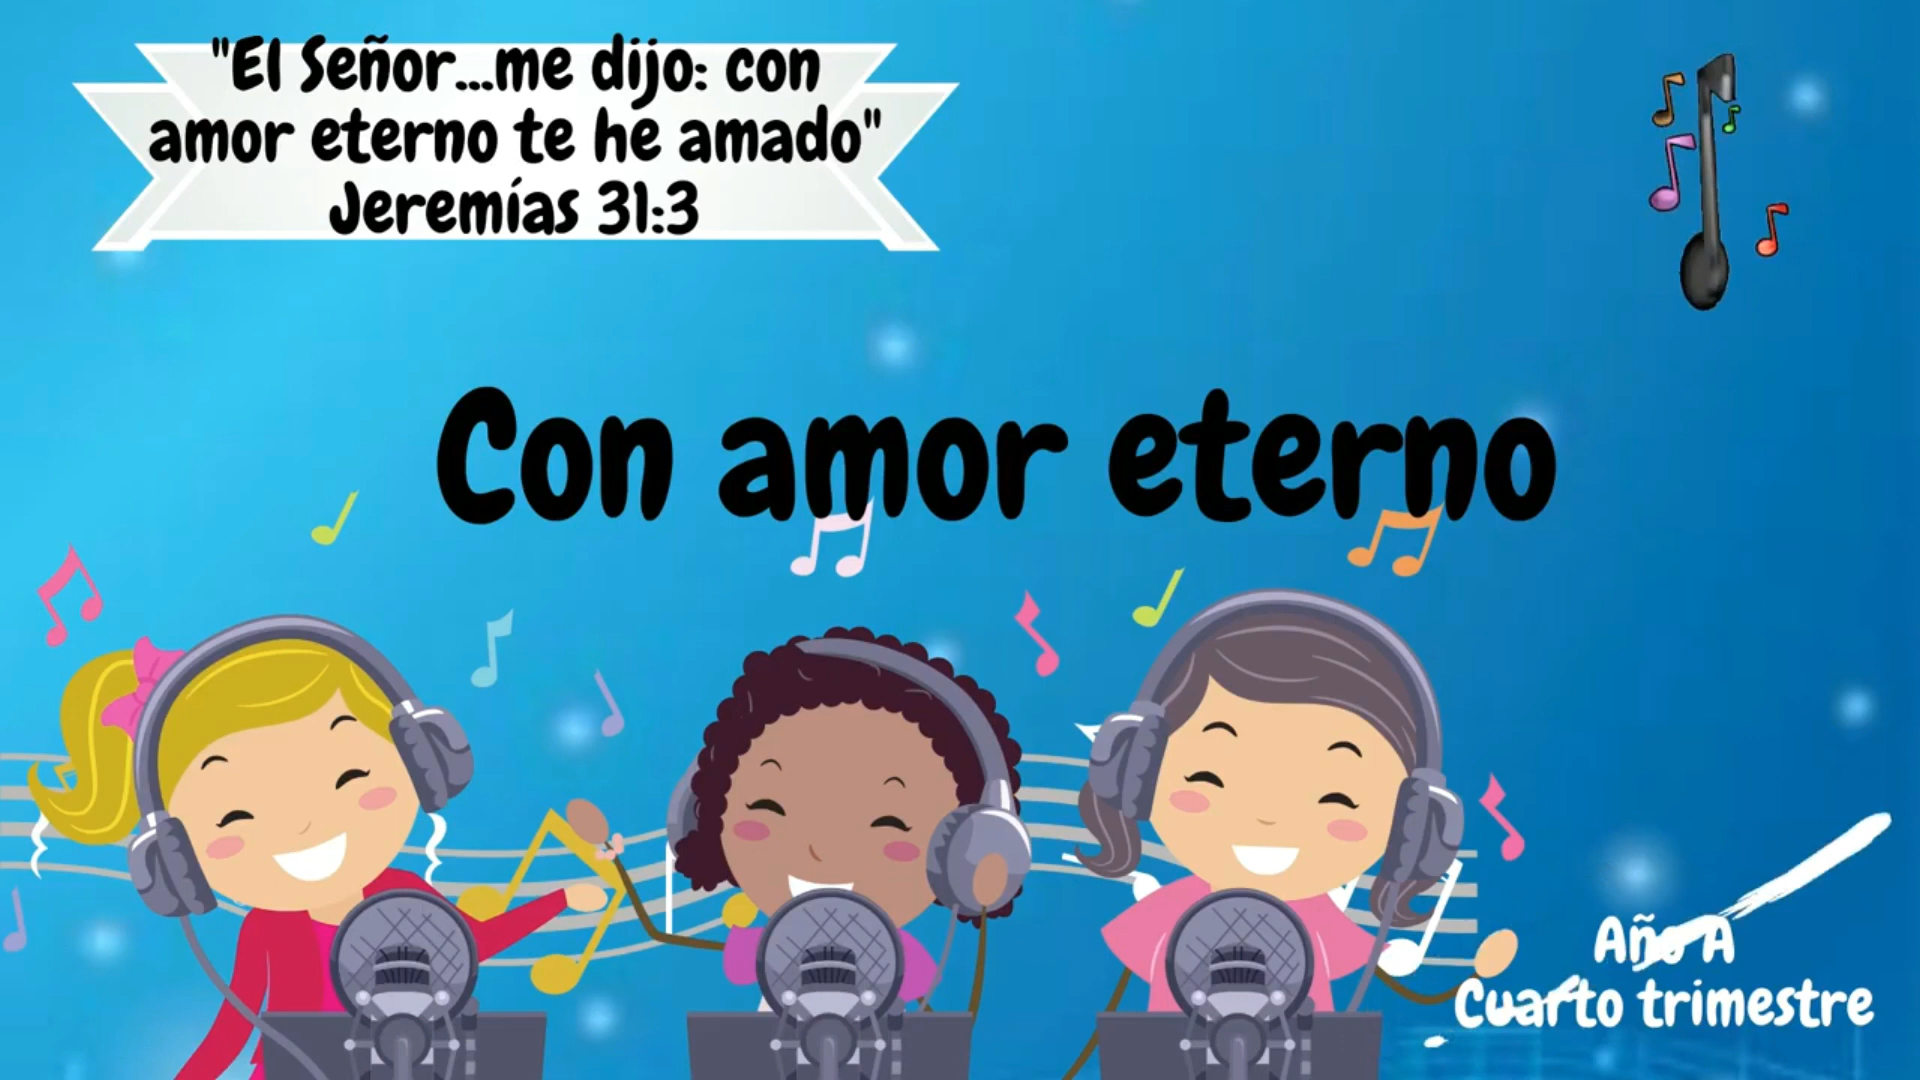 "El Señor...me dijo: con
amor eterno te he amado"
Jeremías 31:3
Con amor eterno
Año A
Cuarto trimestre